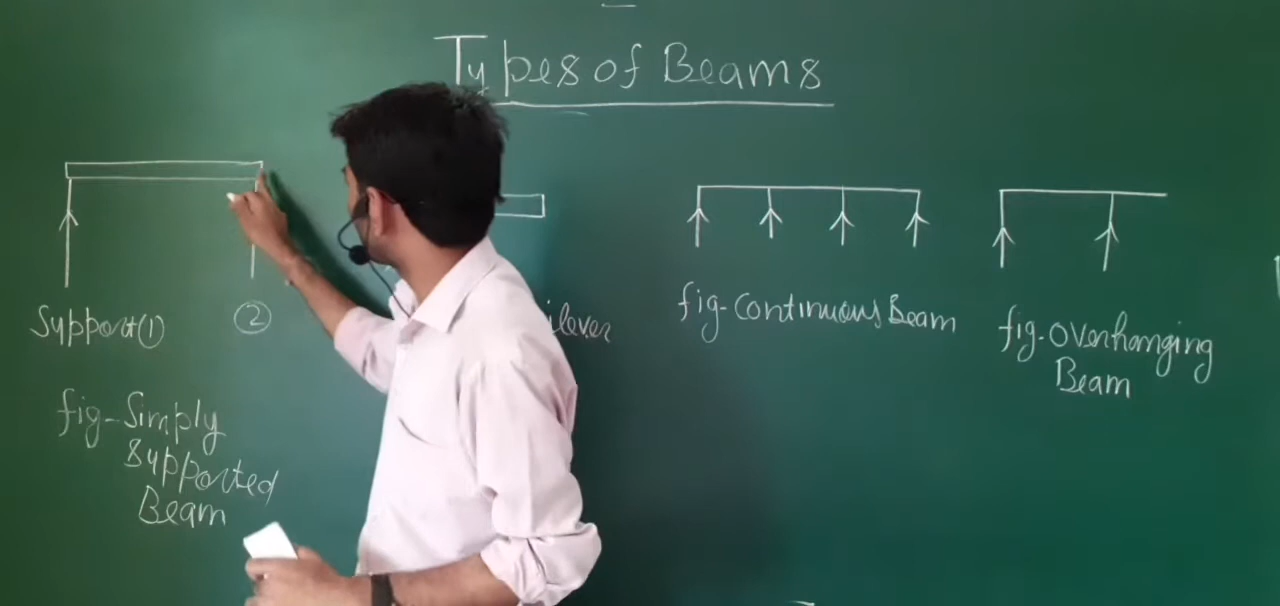 Types of Beams
Support(1)
2
fig-Simply
Supported
Beam
ilever
fig-Continuous Beam
fig-Overhanging
Beam